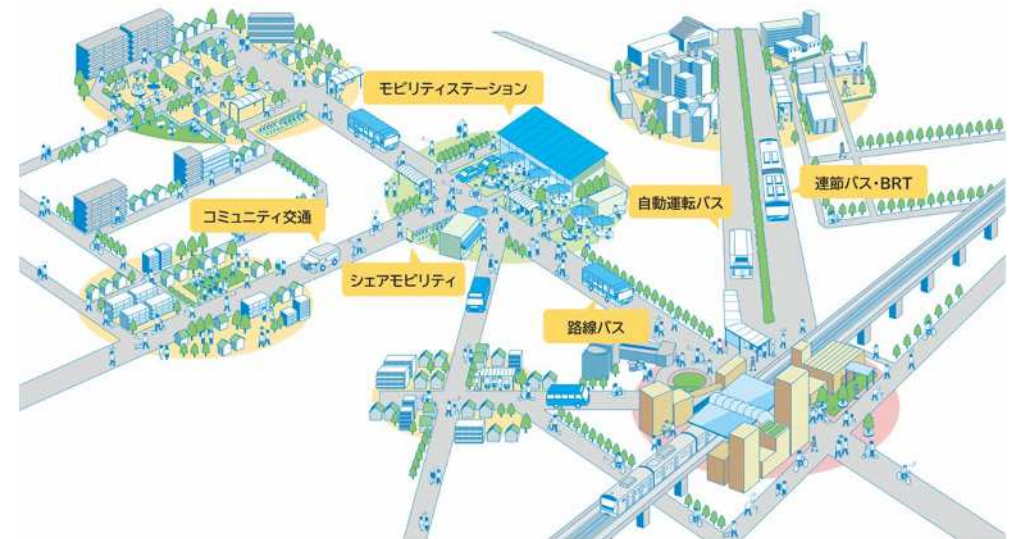 モビリティステーション
連節バス・BRT
自動運転バス
コミュニティ交通
シェアモビリティ
路線バス